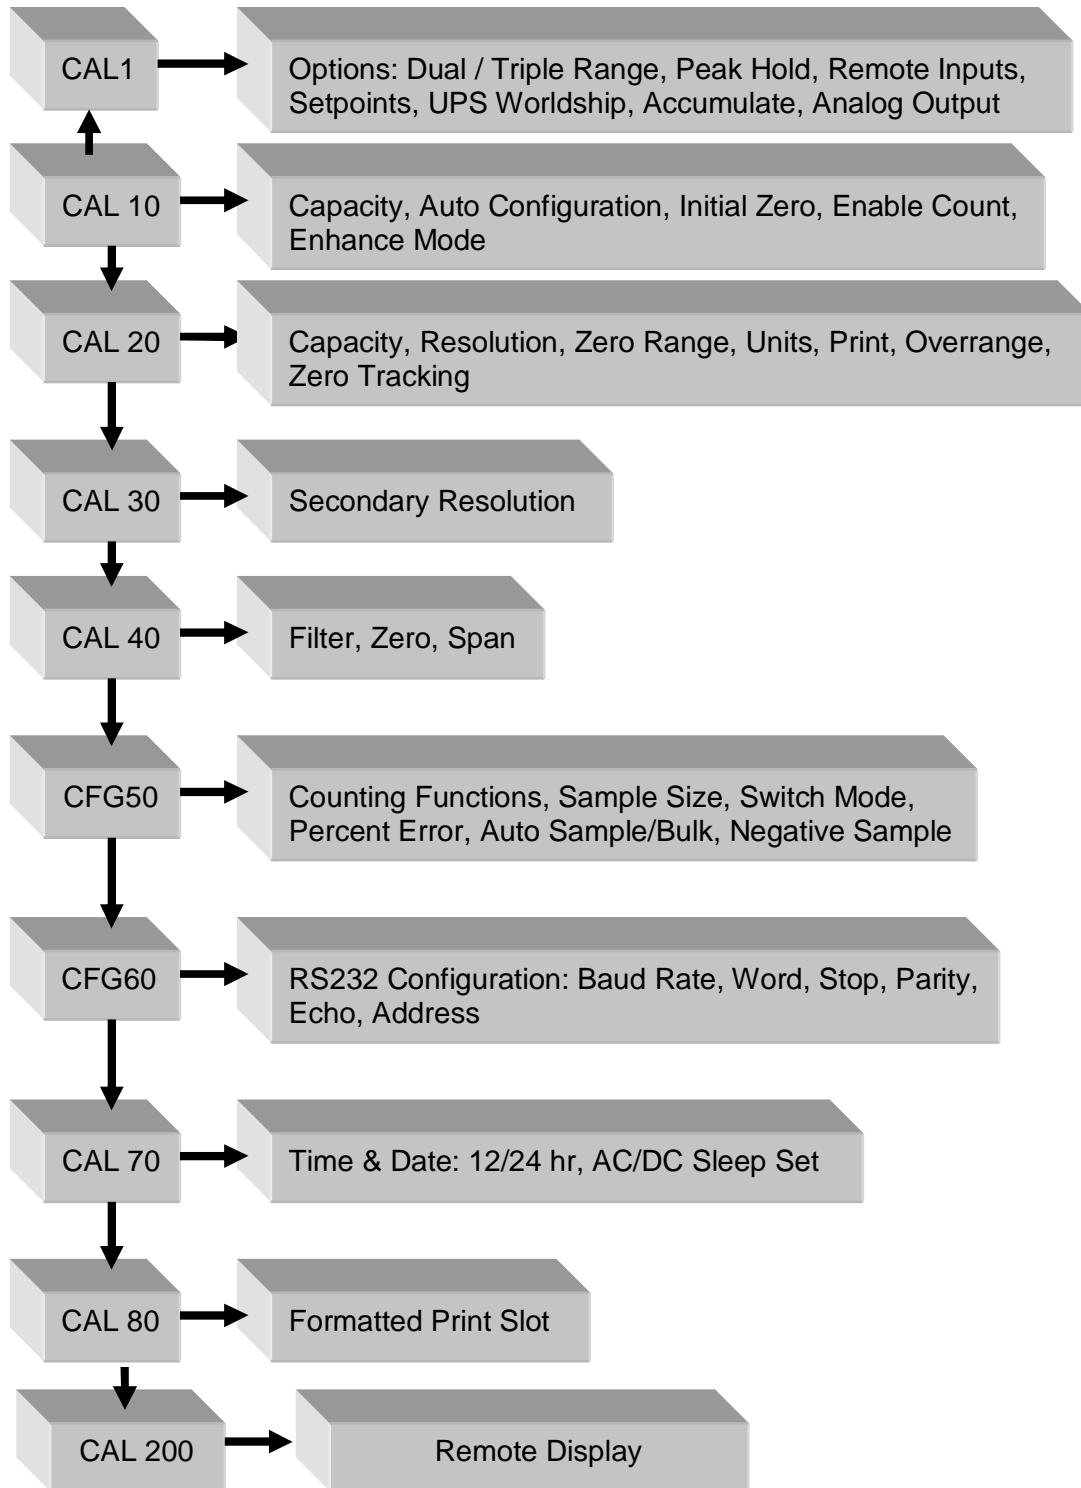 CAL1
Options: Dual / Triple Range, Peak Hold, Remote Inputs,
Setpoints, UPS Worldship, Accumulate, Analog Output
CAL 10
Capacity, Auto Configuration, Initial Zero, Enable Count,
Enhance Mode
CAL 20
Capacity, Resolution, Zero Range, Units, Print, Overrange,
Zero Tracking
CAL 30
Secondary Resolution
CAL 40
Filter, Zero, Span
CFG50
Counting Functions, Sample Size, Switch Mode,
Percent Error, Auto Sample/Bulk, Negative Sample
CFG60
RS232 Configuration: Baud Rate, Word, Stop, Parity,
Echo, Address
CAL 70
Time & Date: 12/24 hr, AC/DC Sleep Set
CAL 80
Formatted Print Slot
CAL 200
Remote Display